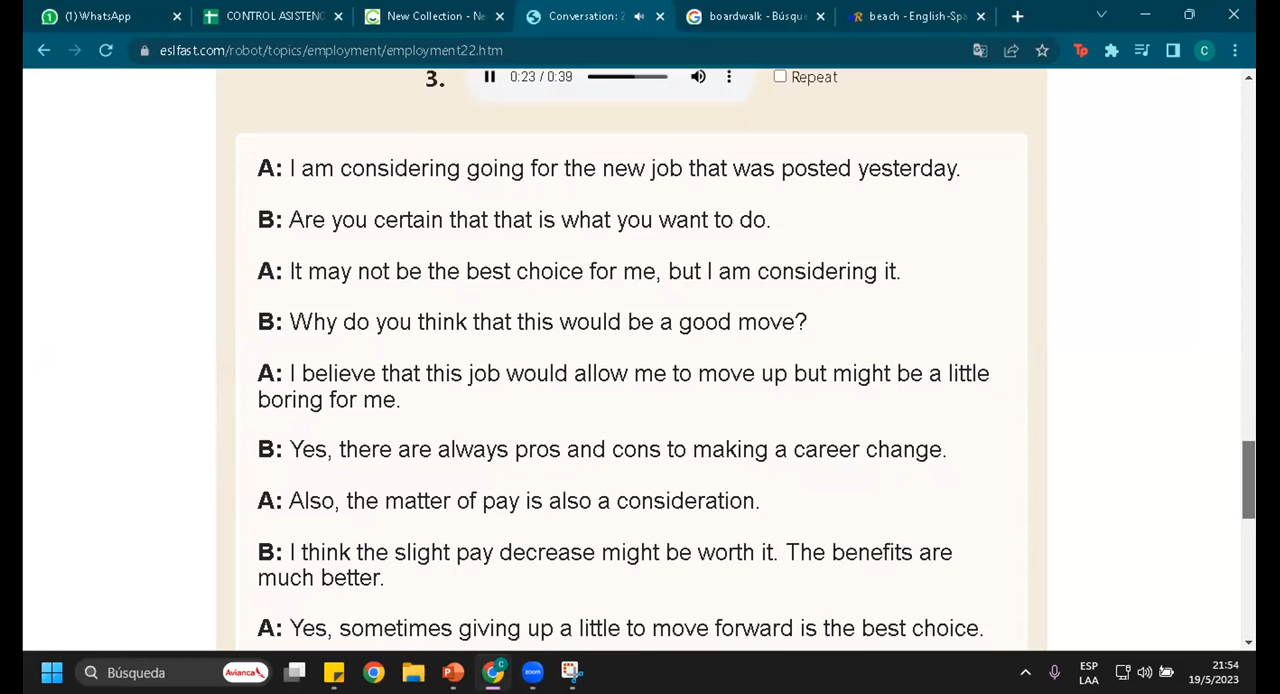 (1) WhatsApp
CONTROL ASISTENC
New Collection - Ne
Conversation: 2
boardwalk - Búsqu
beach - English-Spa
eslfast.com/robot/topics/employment/employment22.htm
Tp
C
3.
0:23 / 0:39
Repeat
A: I am considering going for the new job that was posted yesterday.
B: Are you certain that that is what you want to do.
A: It may not be the best choice for me, but I am considering it.
B: Why do you think that this would be a good move?
A: I believe that this job would allow me to move up but might be a little
boring for me.
B: Yes, there are always pros and cons to making a career change.
A: Also, the matter of pay is also a consideration.
B: I think the slight pay decrease might be worth it. The benefits are
much better.
A: Yes, sometimes giving up a little to move forward is the best choice.
Búsqueda
Avianca
zoom
ESP
LAA
21:54
19/5/2023